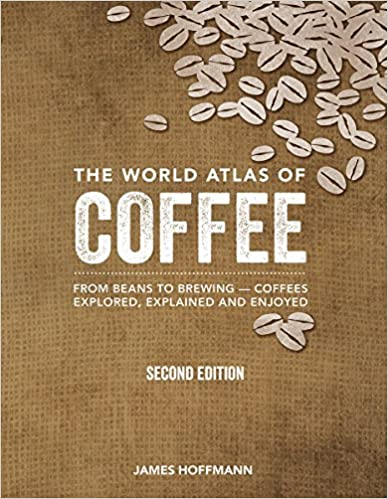 THE WORLD ATLAS OF
COFFEE
FROM BEANS TO BREWING — COFFEES
EXPLORED, EXPLAINED AND ENJOYED
SECOND EDITION
JAMES HOFFMANN